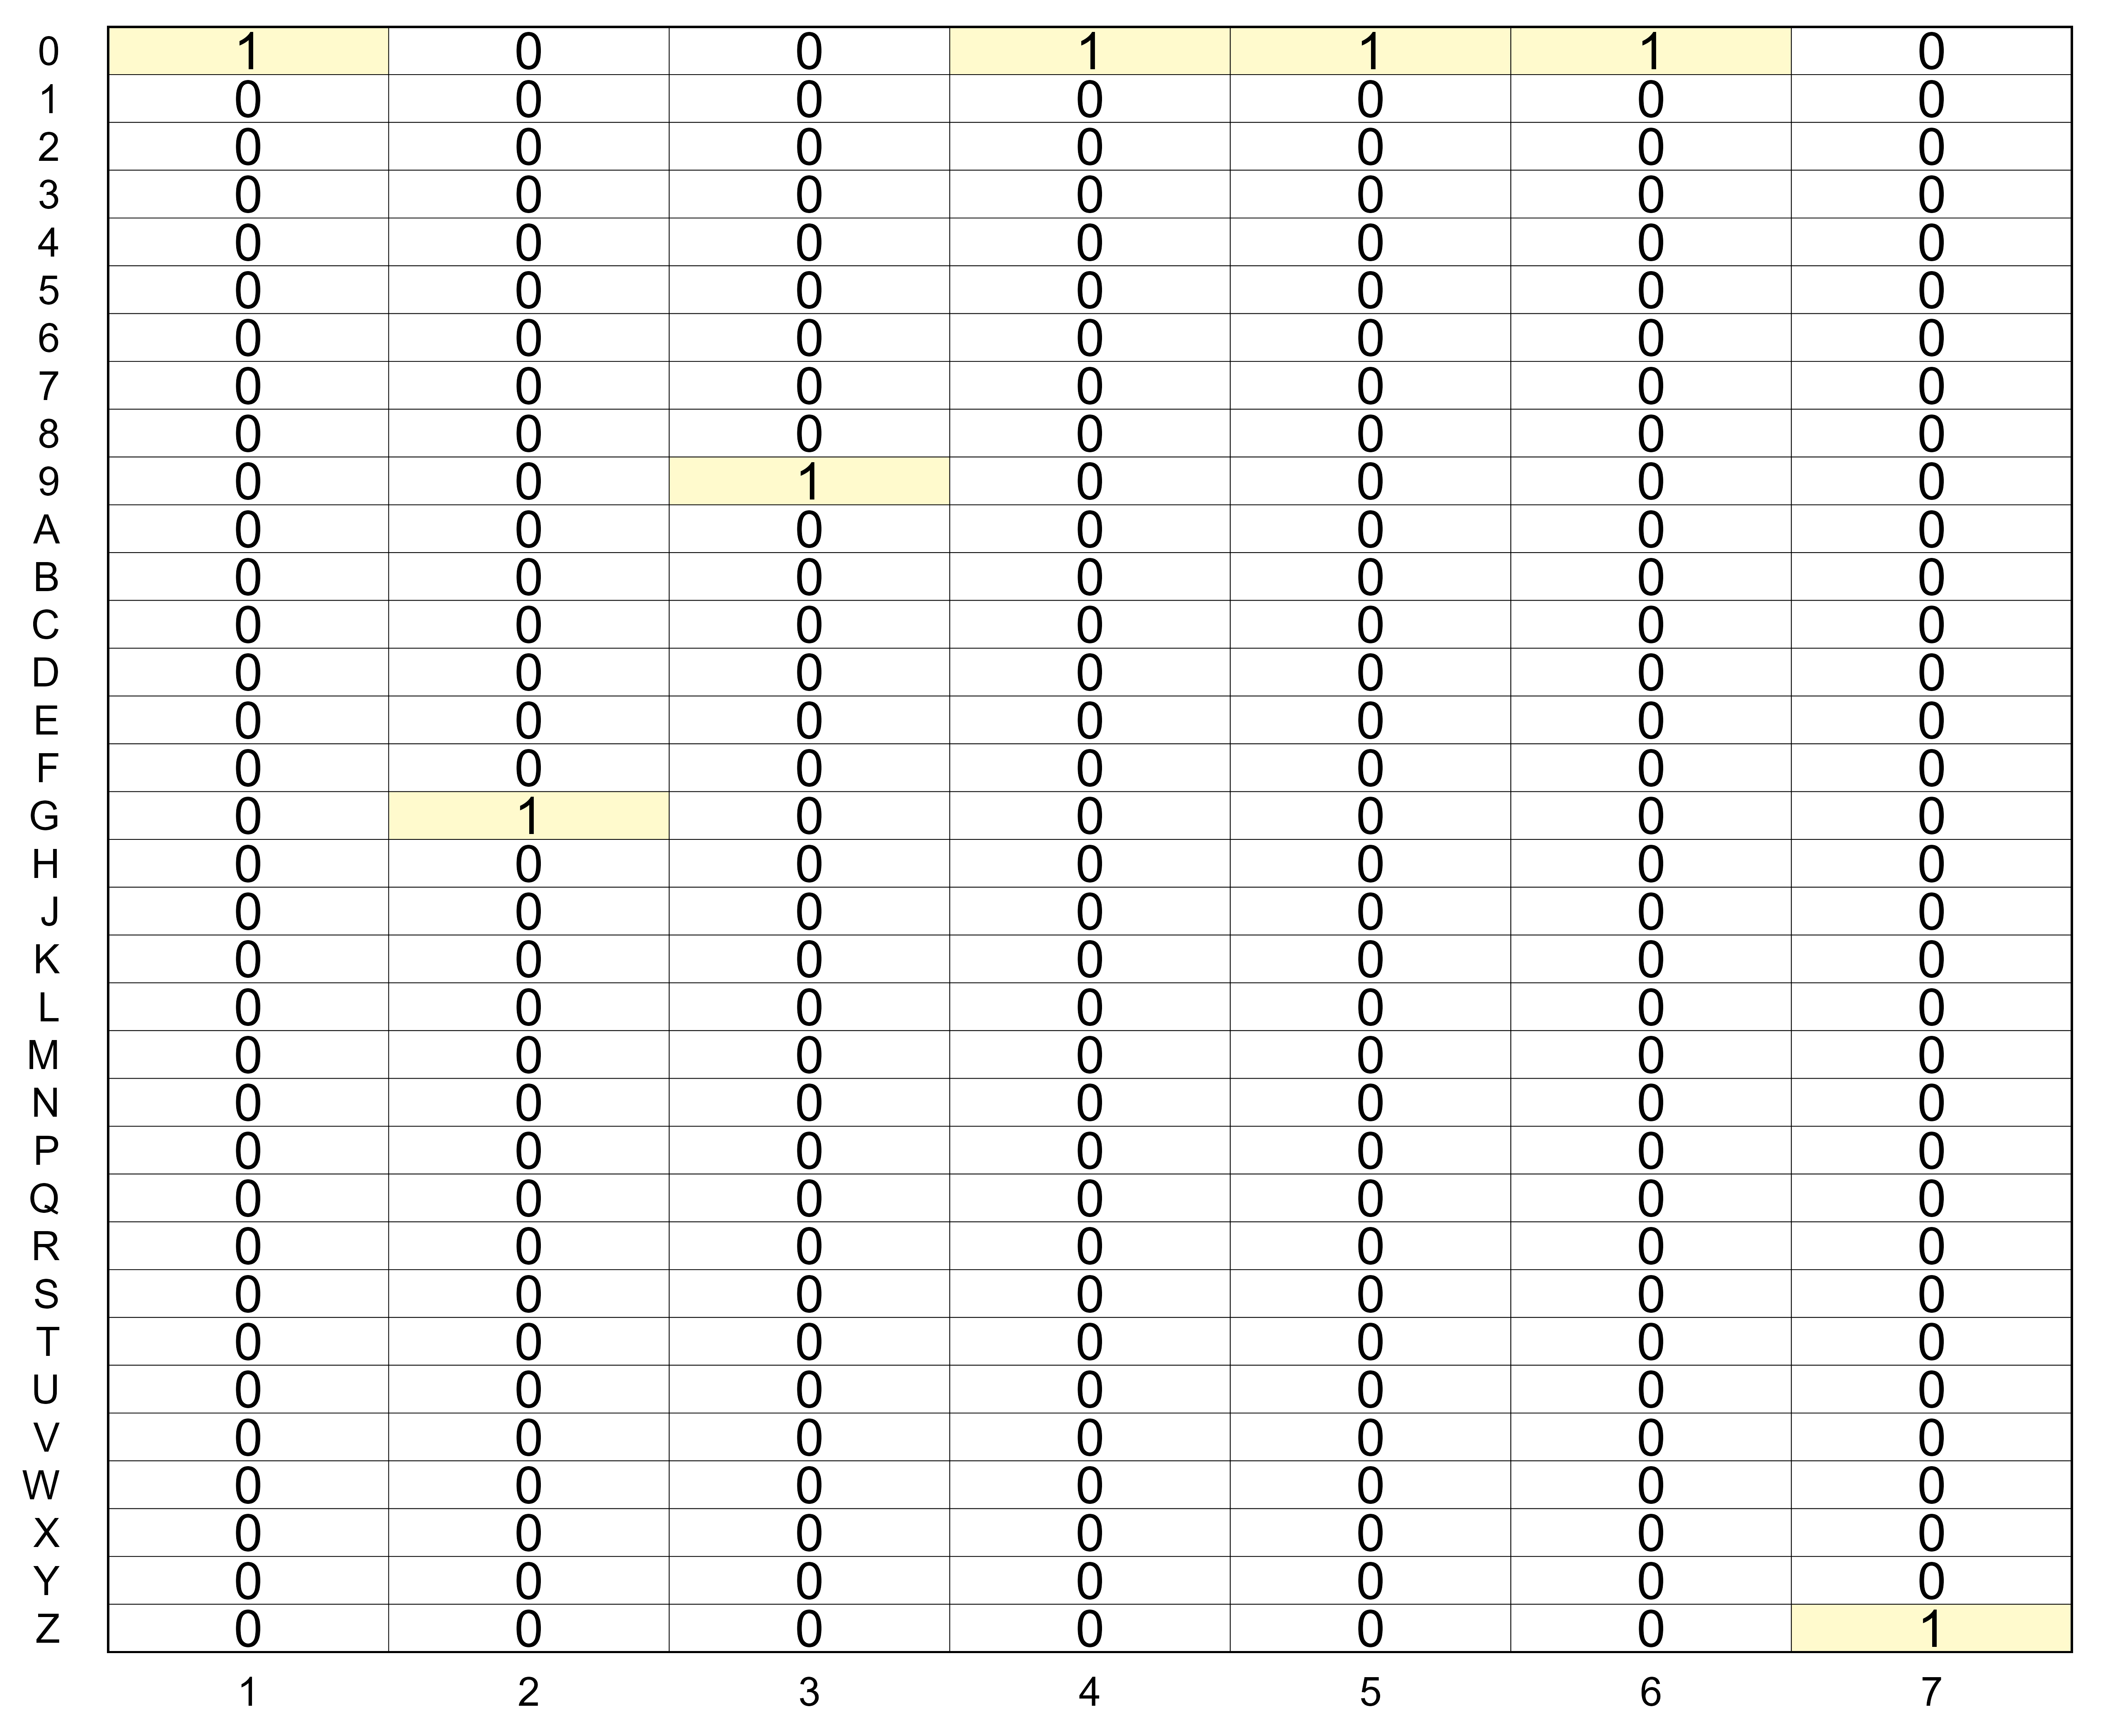 0 1 0 0 1 1 1 0
1 0 0 0 0 0 0 0
2 0 0 0 0 0 0 0
3 0 0 0 0 0 0 0
4 0 0 0 0 0 0 0
5 0 0 0 0 0 0 0
6 0 0 0 0 0 0 0
7 0 0 0 0 0 0 0
8 0 0 0 0 0 0 0
9 0 0 1 0 0 0 0
A 0 0 0 0 0 0 0
B 0 0 0 0 0 0 0
C 0 0 0 0 0 0 0
D 0 0 0 0 0 0 0
E 0 0 0 0 0 0 0
F 0 0 0 0 0 0 0
G 0 1 0 0 0 0 0
H 0 0 0 0 0 0 0
J 0 0 0 0 0 0 0
K 0 0 0 0 0 0 0
L 0 0 0 0 0 0 0
M 0 0 0 0 0 0 0
N 0 0 0 0 0 0 0
P 0 0 0 0 0 0 0
Q 0 0 0 0 0 0 0
R 0 0 0 0 0 0 0
S 0 0 0 0 0 0 0
T 0 0 0 0 0 0 0
U 0 0 0 0 0 0 0
V 0 0 0 0 0 0 0
W 0 0 0 0 0 0 0
X 0 0 0 0 0 0 0
Y 0 0 0 0 0 0 0
Z 0 0 0 0 0 0 1
1 2 3 4 5 6 7